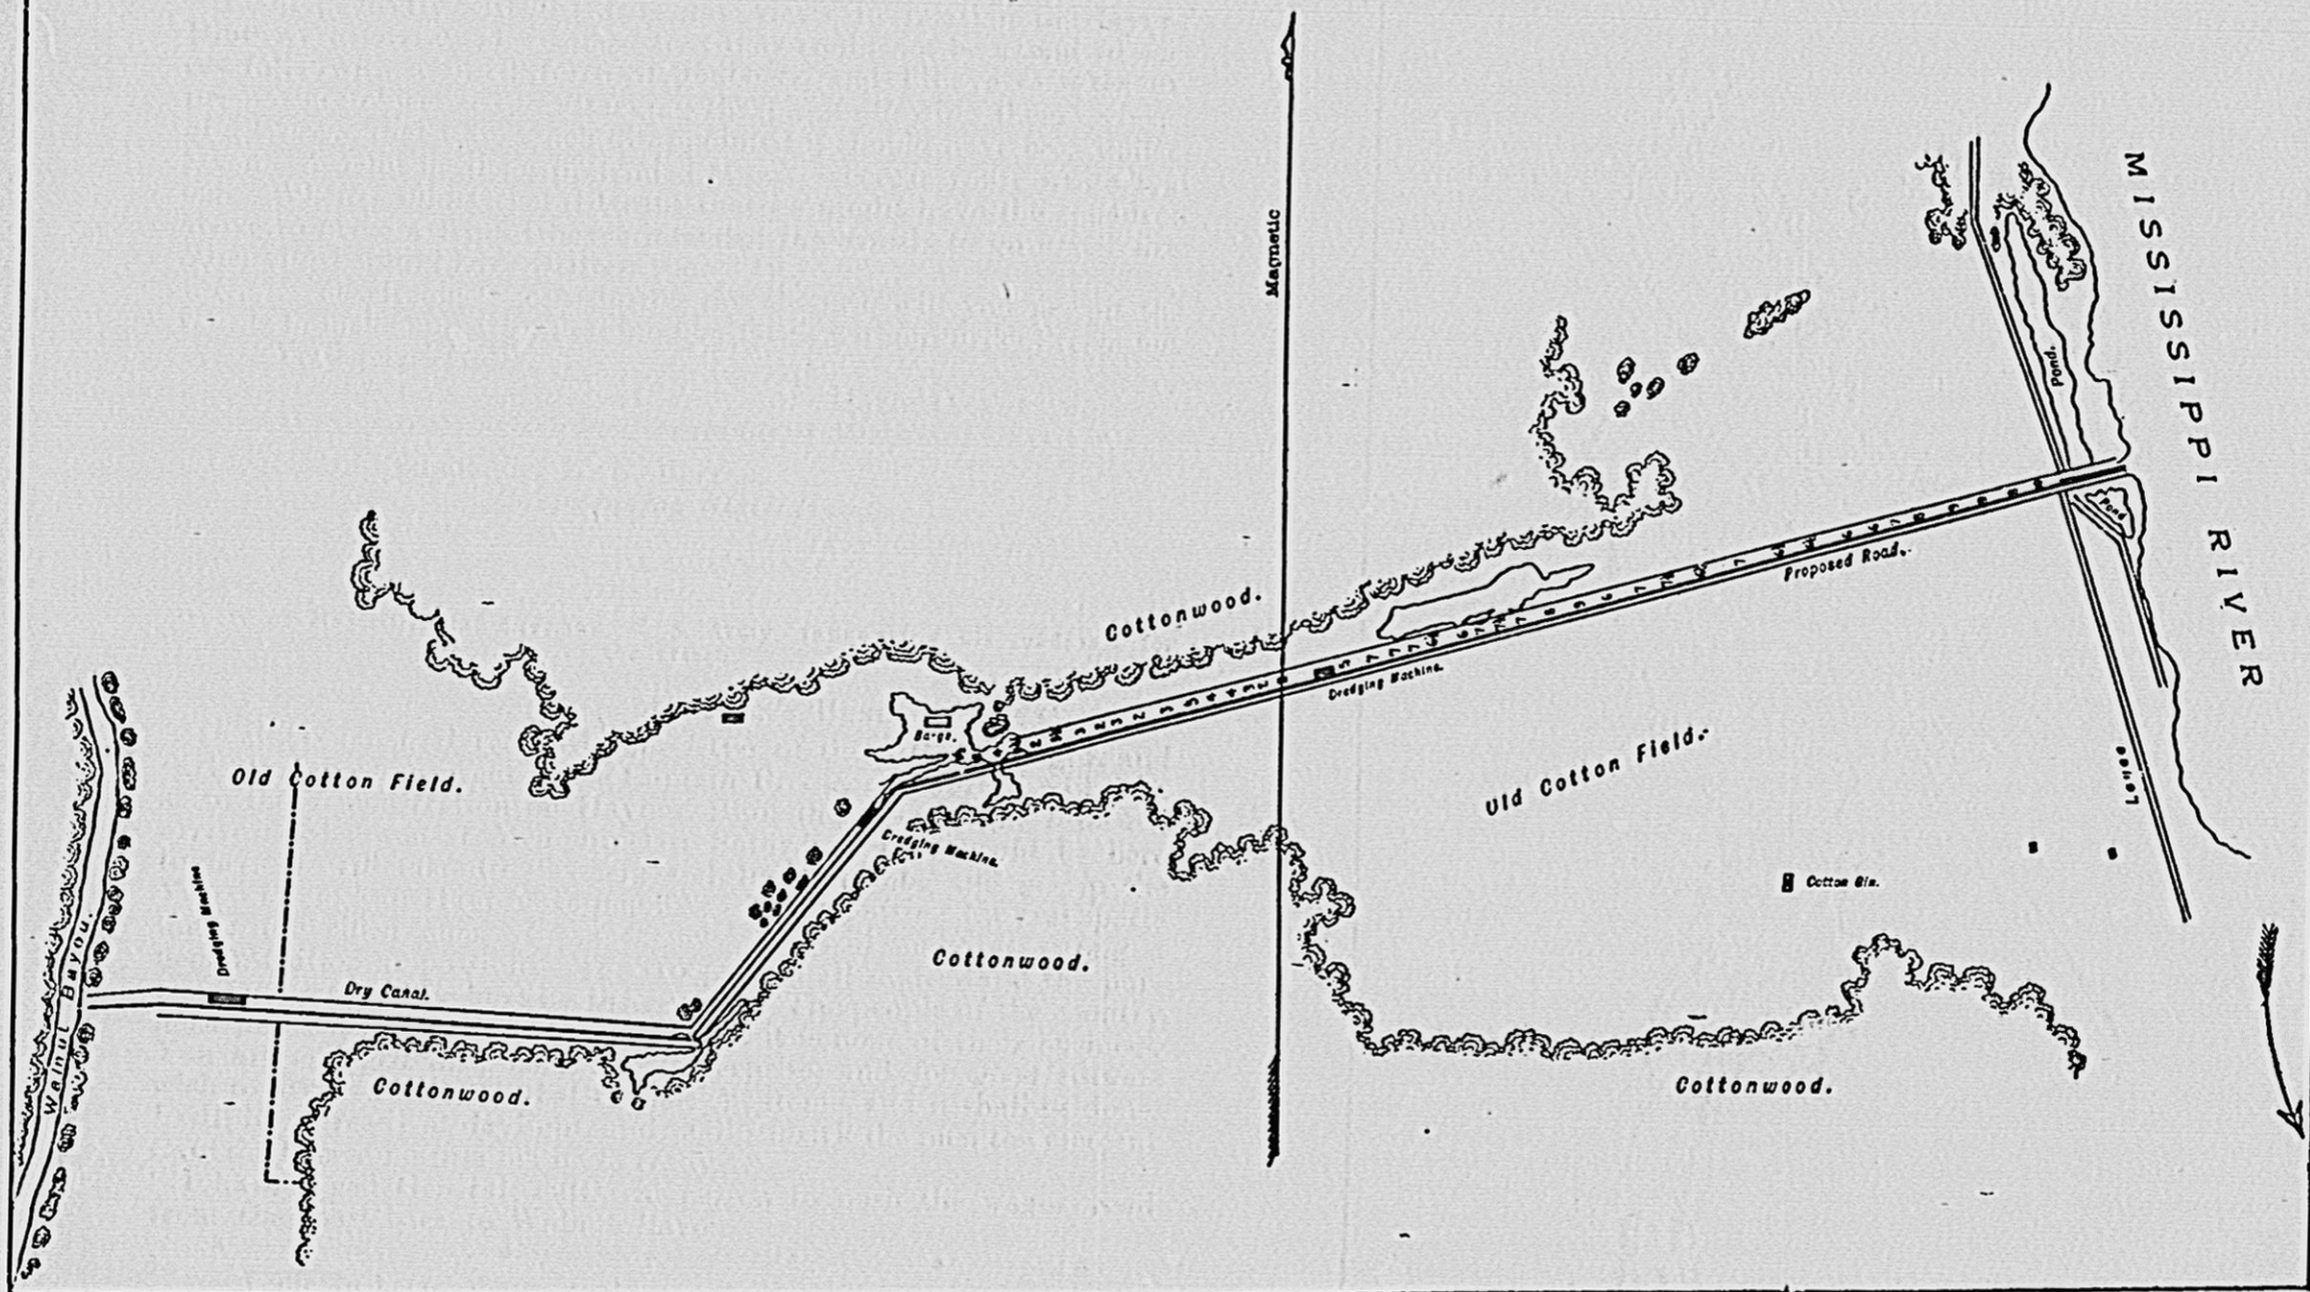 MISSISSIPPI RIVER
Magnetic
Pond.
Pond
Proposed Road.
Cottonwood.
Dredging Machine.
Barge.
Old Cotton Field.
Old Cotton Field.
Levee
Dredging Machine.
Dredging Machine
Cotton Gin.
Cottonwood.
Dry Canal.
Walnut Bayou.
Cottonwood.
Cottonwood.